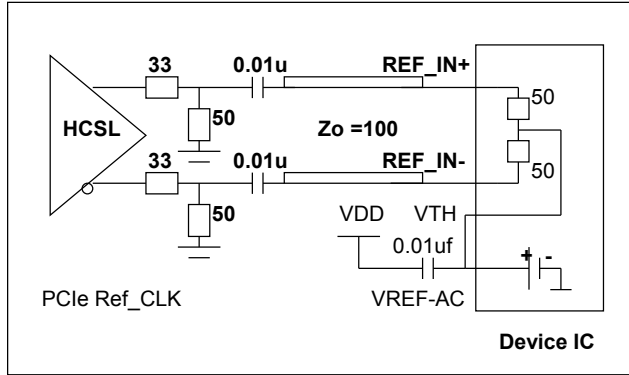 33
0.01u
REF_IN+
HCSL
50
Zo =100
50
33
0.01u
REF_IN-
50
50
VDD
VTH
0.01uf
+
-
PCIe Ref_CLK
VREF-AC
Device IC